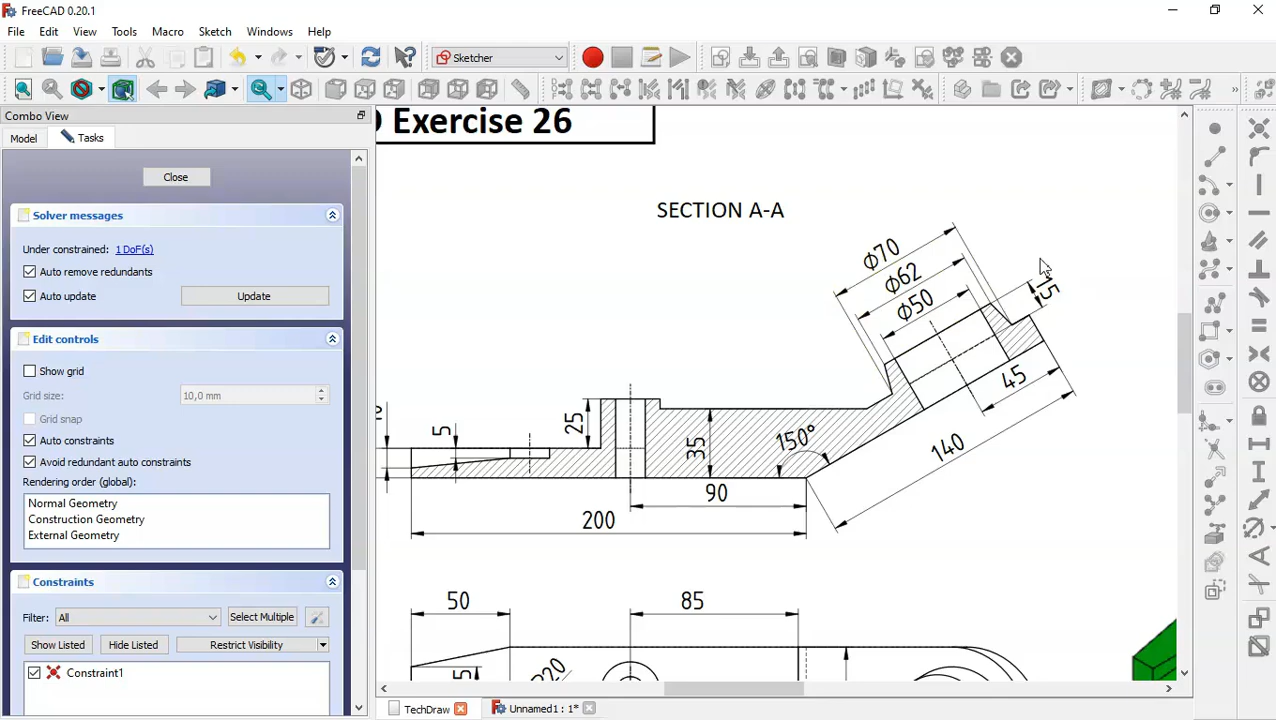 FreeCAD 0.20.1
File Edit View Tools Macro Sketch Windows Help
Sketcher
Combo View
Model Tasks
Close
Solver messages
Under constrained: 1 DoF(s)
Auto remove redundants
Auto update
Update
Edit controls
Show grid
Grid size: 10,0 mm
Grid snap
Auto constraints
Avoid redundant auto constraints
Rendering order (global):
Normal Geometry
Construction Geometry
External Geometry
Constraints
Filter: All Select Multiple
Show Listed Hide Listed Restrict Visibility
Constraint1
Exercise 26
SECTION A-A
Φ70
Φ62
Φ50
15
45
140
150°
35
25
5
90
200
50
85
5
TechDraw Unnamed1 : 1*